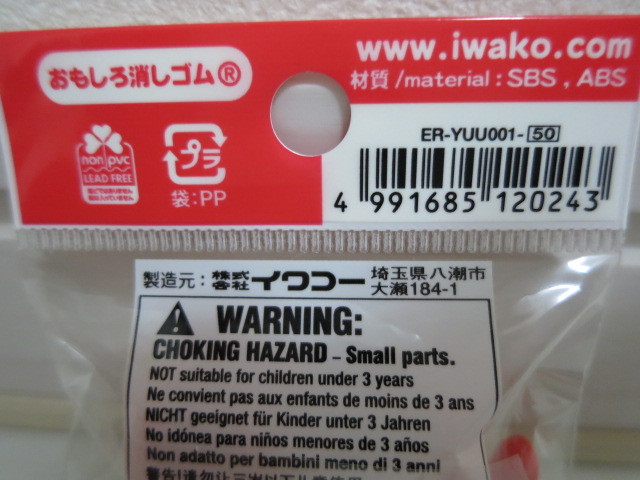 www.iwako.com
おもしろ消しゴム®
材質/material:SBS,ABS
ER-YUU001-50
non pvc
LEAD FREE
プラ
袋:PP
4 991685 120243
製造元:株式会社イワコー 埼玉県八潮市
大瀬184-1
WARNING:
CHOKING HAZARD – Small parts.
NOT suitable for children under 3 years
Ne convient pas aux enfants de moins de 3 ans
NICHT geeignet für Kinder unter 3 Jahren
No idónea para niños menores de 3 años
Non adatto per bambini meno di 3 anni